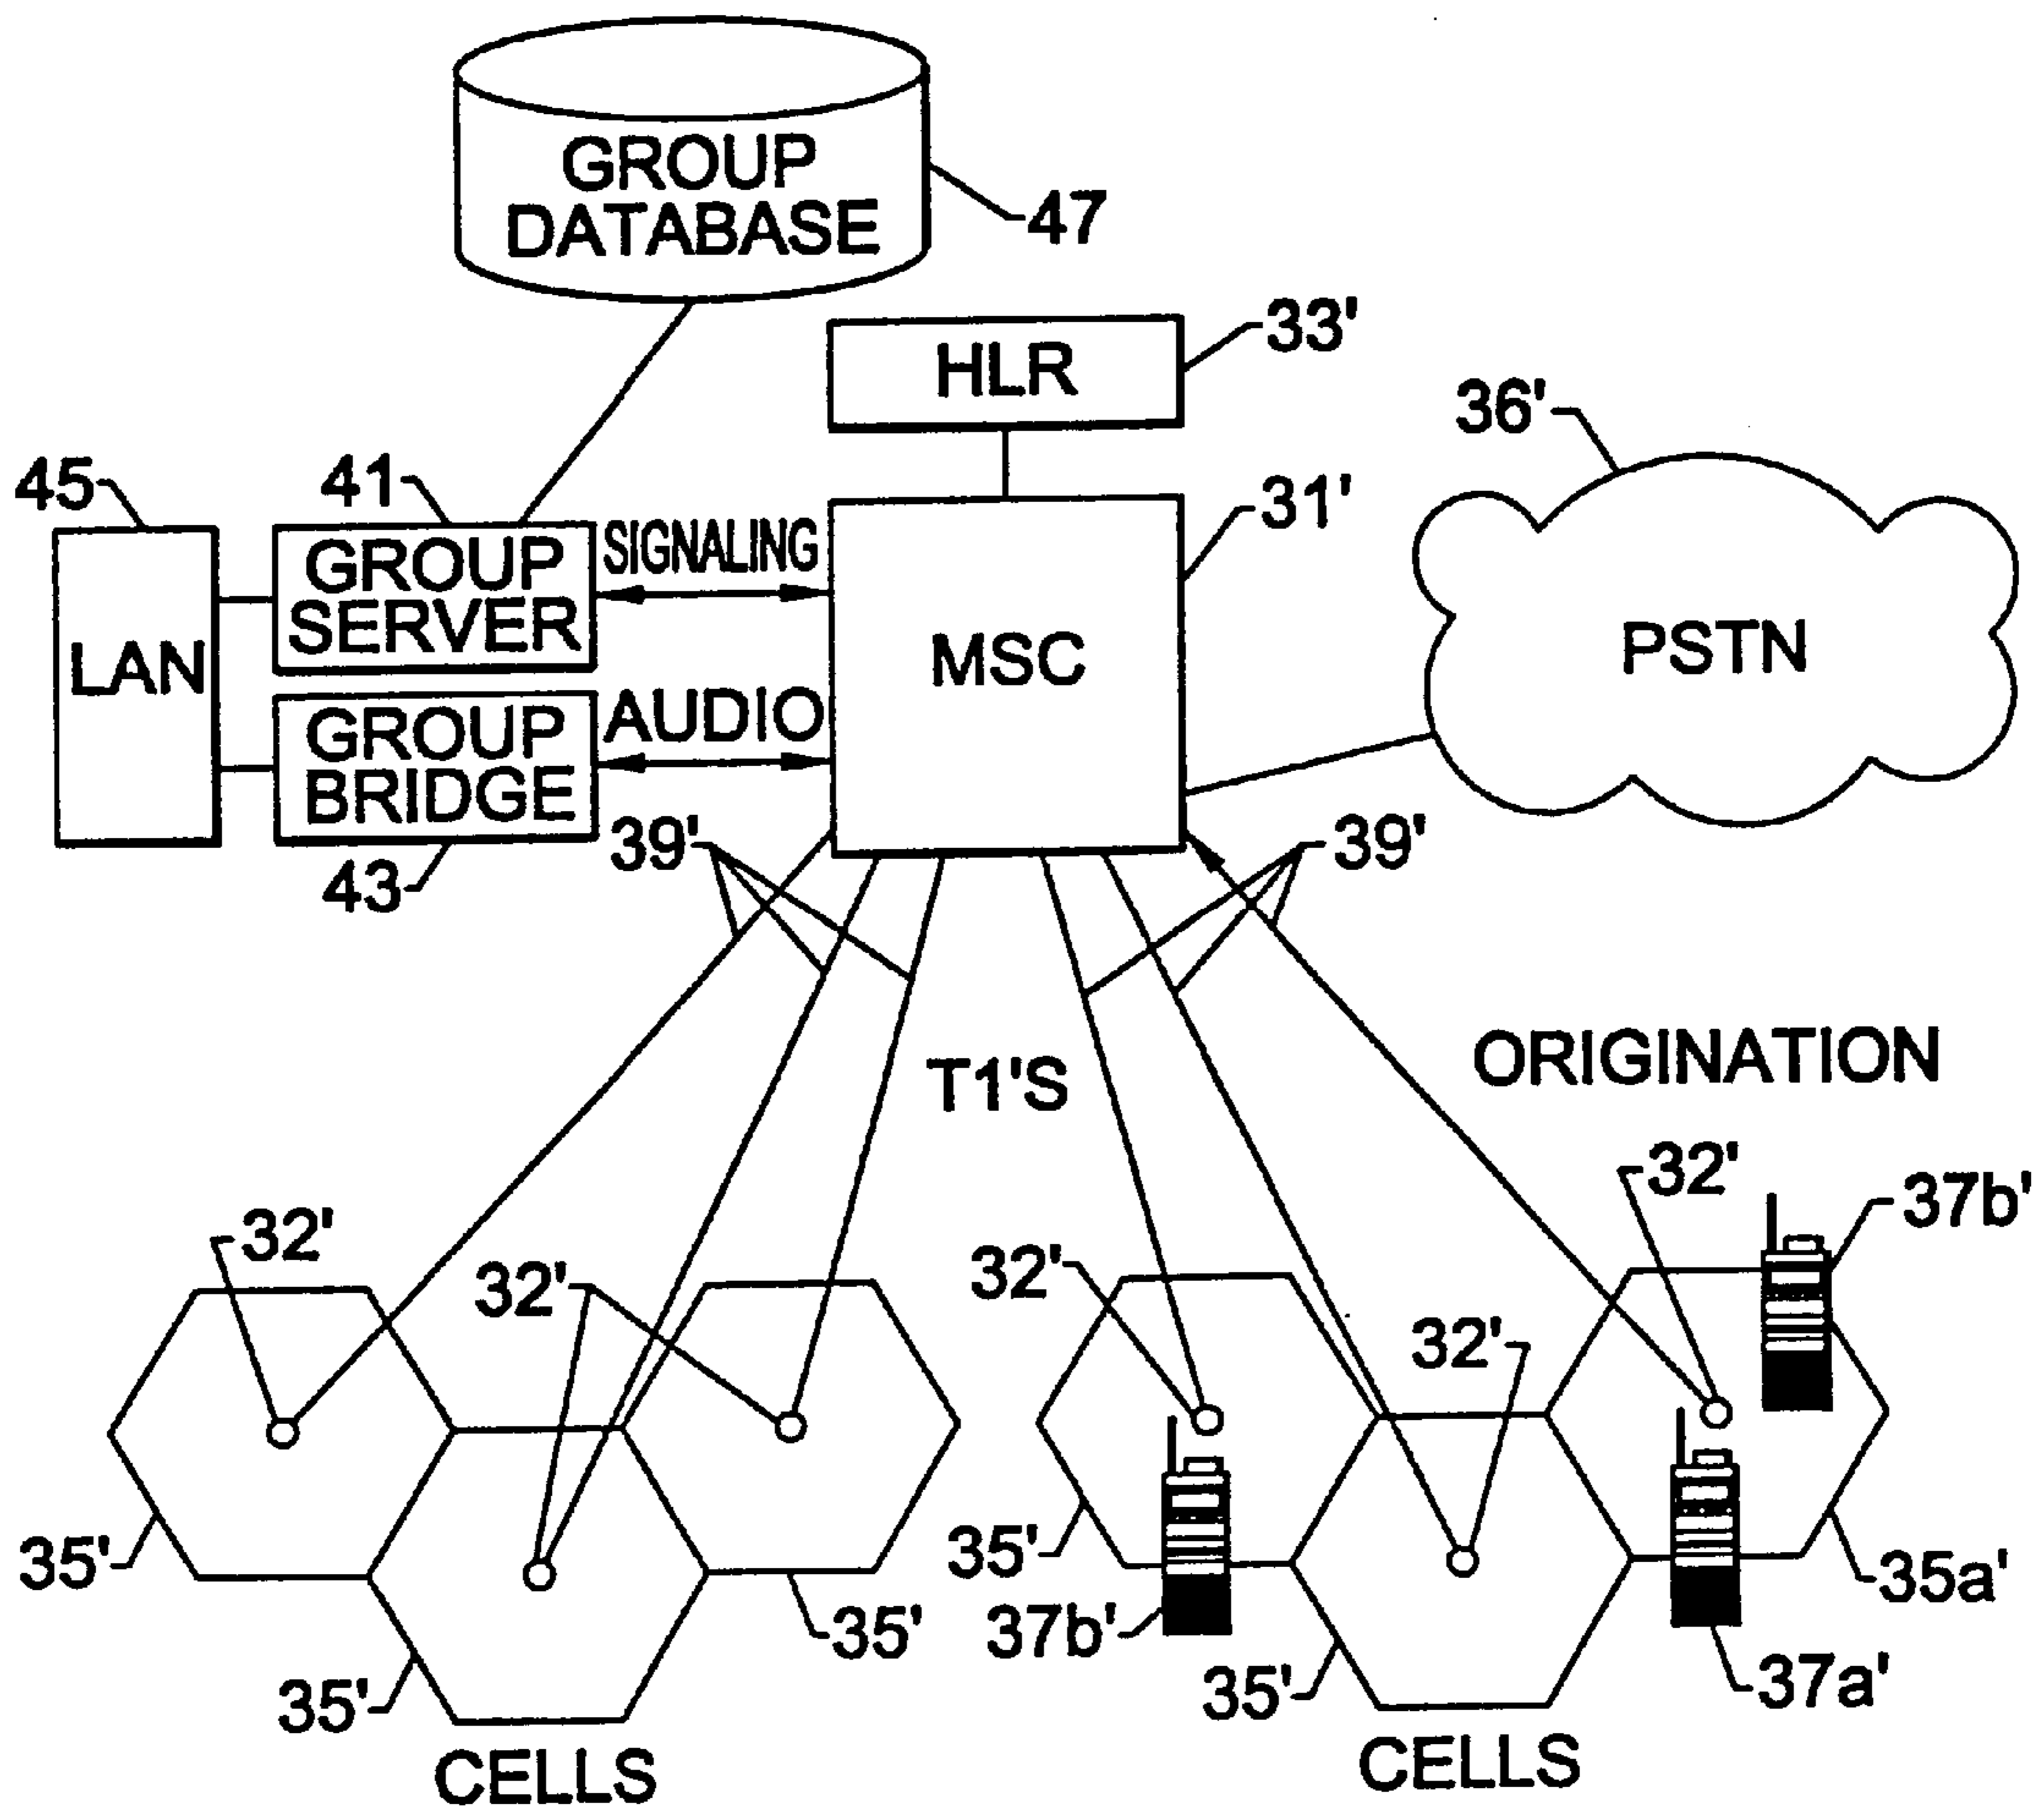 GROUP
DATABASE
47
HLR
33'
36'
45
41
31'
LAN
GROUP
SERVER
SIGNALING
MSC
PSTN
GROUP
BRIDGE
AUDIO
43
39'
39'
T1'S
ORIGINATION
32'
32'
32'
32'
32'
37b'
35'
35'
35'
35'
37b'
35'
35a'
37a'
CELLS
CELLS